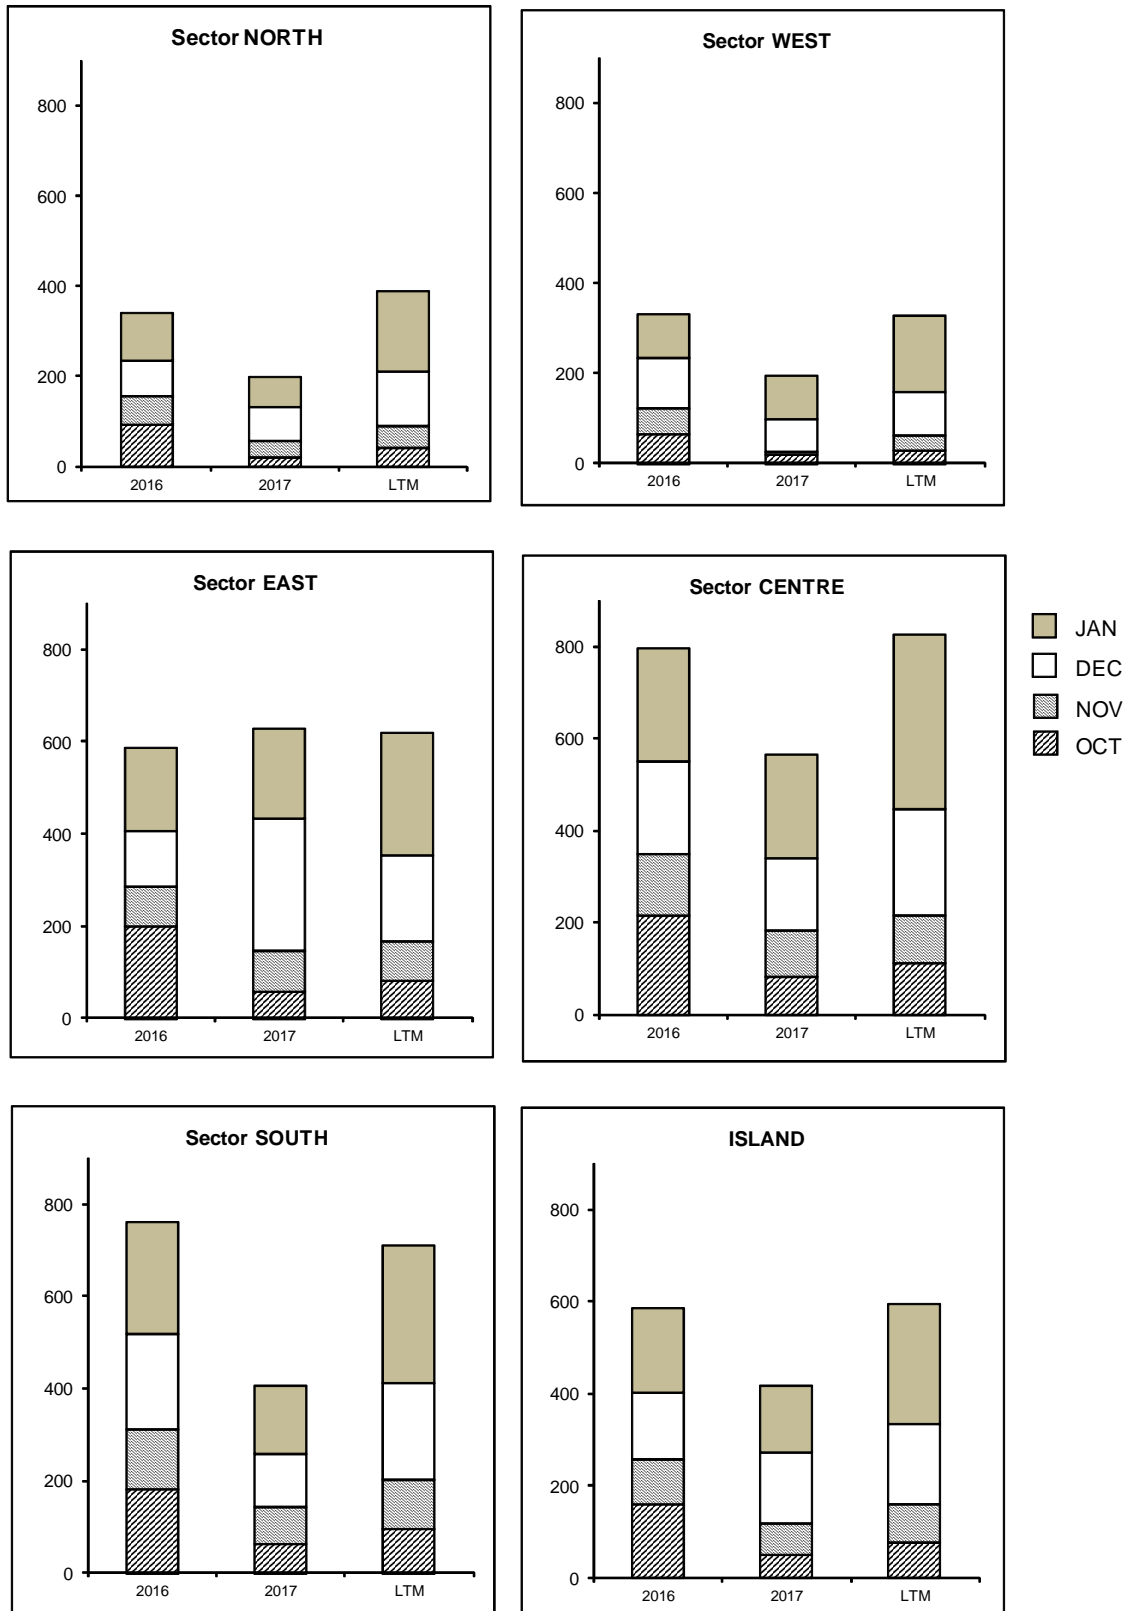 Sector NORTH
800
600
400
200
0
2016 2017 LTM
Sector WEST
800
600
400
200
0
2016 2017 LTM
Sector EAST
800
600
400
200
0
2016 2017 LTM
Sector CENTRE
800
600
400
200
0
2016 2017 LTM
JAN
DEC
NOV
OCT
Sector SOUTH
800
600
400
200
0
2016 2017 LTM
ISLAND
800
600
400
200
0
2016 2017 LTM